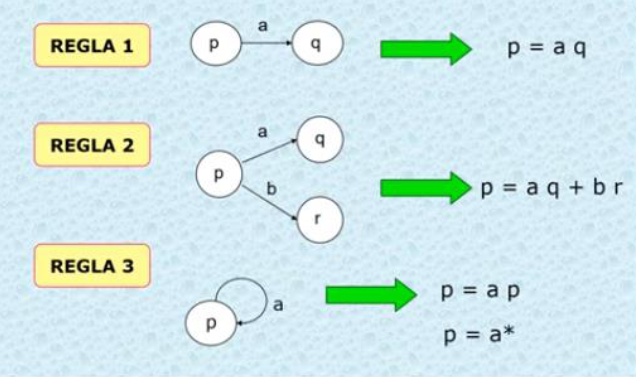 REGLA 1
p
a
q
p = a q
REGLA 2
p
a
q
b
r
p = a q + b r
REGLA 3
p
a
p = a p
p = a*